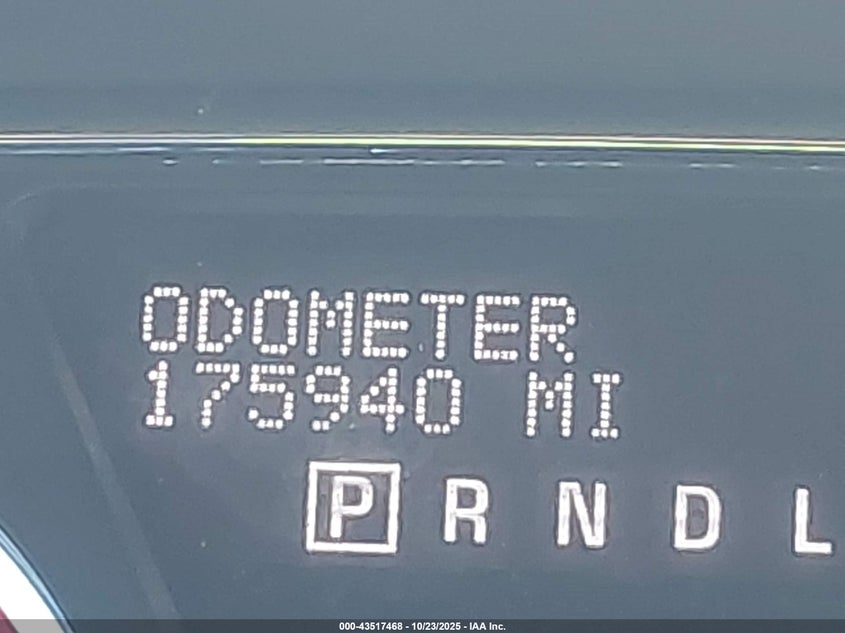 ODOMETER
175940 MI
P R N D L
000-43517468 - 10/23/2025 - IAA Inc.